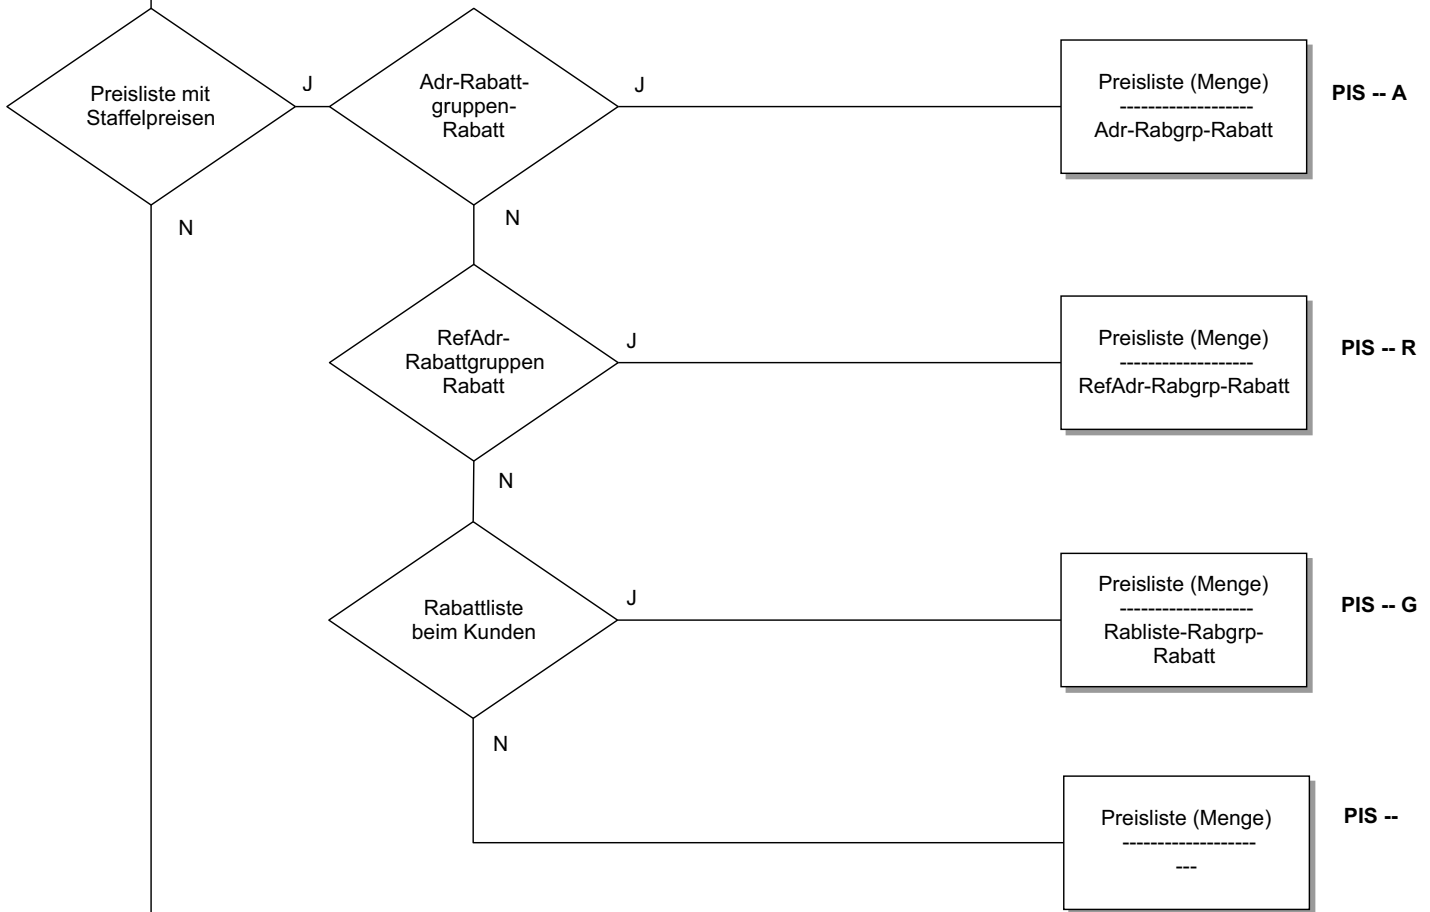 Preisliste mit
Staffelpreisen
J
N
Adr-Rabatt-
gruppen-
Rabatt
J
N
Preisliste (Menge)
-------------------
Adr-Rabgrp-Rabatt
PIS -- A
RefAdr-
Rabattgruppen
Rabatt
J
N
Preisliste (Menge)
-------------------
RefAdr-Rabgrp-Rabatt
PIS -- R
Rabattliste
beim Kunden
J
N
Preisliste (Menge)
-------------------
Rabliste-Rabgrp-
Rabatt
PIS -- G
Preisliste (Menge)
-------------------
---
PIS --